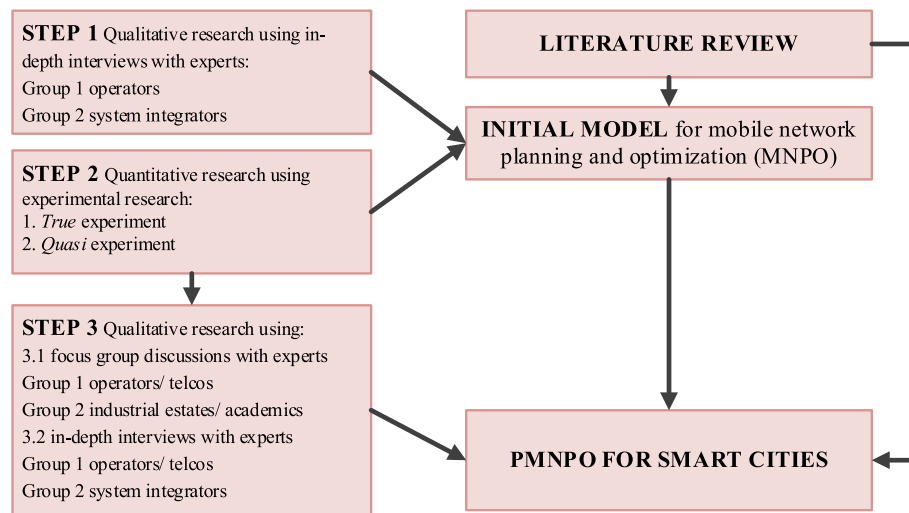 STEP 1 Qualitative research using in-
depth interviews with experts:
Group 1 operators
Group 2 system integrators
STEP 2 Quantitative research using
experimental research:
1. True experiment
2. Quasi experiment
STEP 3 Qualitative research using:
3.1 focus group discussions with experts
Group 1 operators/ telcos
Group 2 industrial estates/ academics
3.2 in-depth interviews with experts
Group 1 operators/ telcos
Group 2 system integrators
LITERATURE REVIEW
INITIAL MODEL for mobile network
planning and optimization (MNPO)
PMNPO FOR SMART CITIES